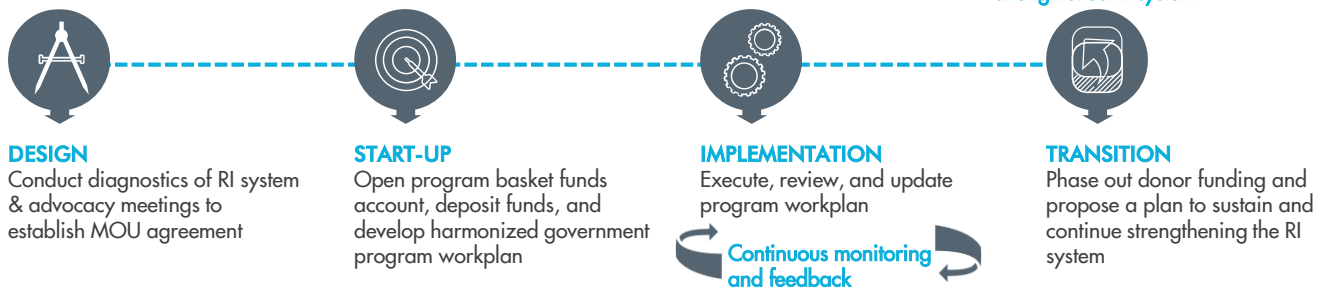 DESIGN
Conduct diagnostics of RI system
& advocacy meetings to
establish MOU agreement
START-UP
Open program basket funds
account, deposit funds, and
develop harmonized government
program workplan
IMPLEMENTATION
Execute, review, and update
program workplan
Continuous monitoring
and feedback
TRANSITION
Phase out donor funding and
propose a plan to sustain and
continue strengthening the RI
system